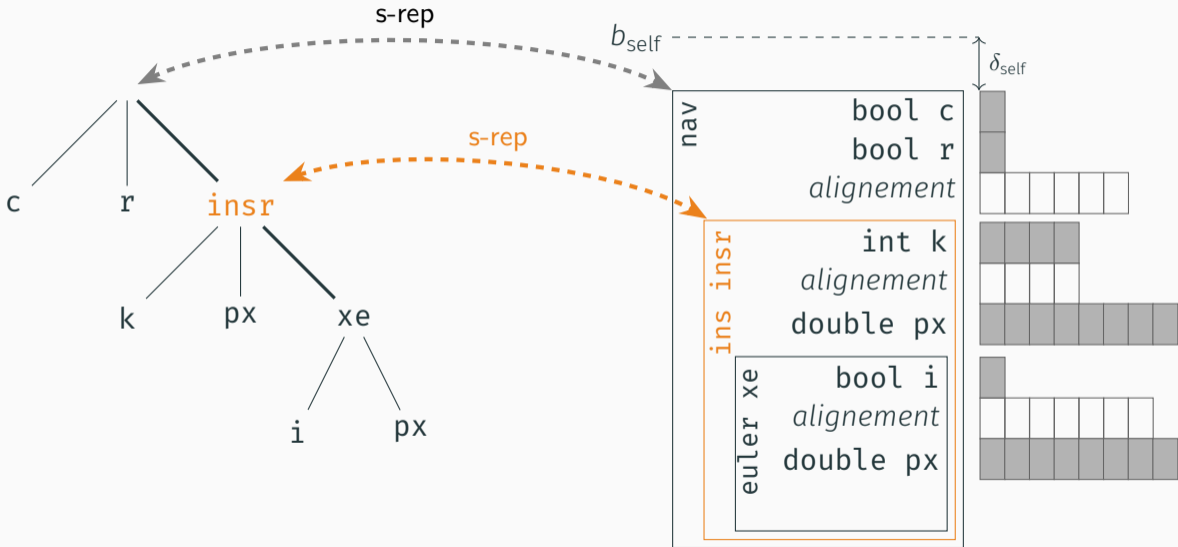 s-rep
b_self
δ_self
nav
bool c
bool r
alignement
s-rep
c
r
insr
ins insr
int k
alignement
double px
k
px
xe
euler xe
bool i
alignement
double px
i
px